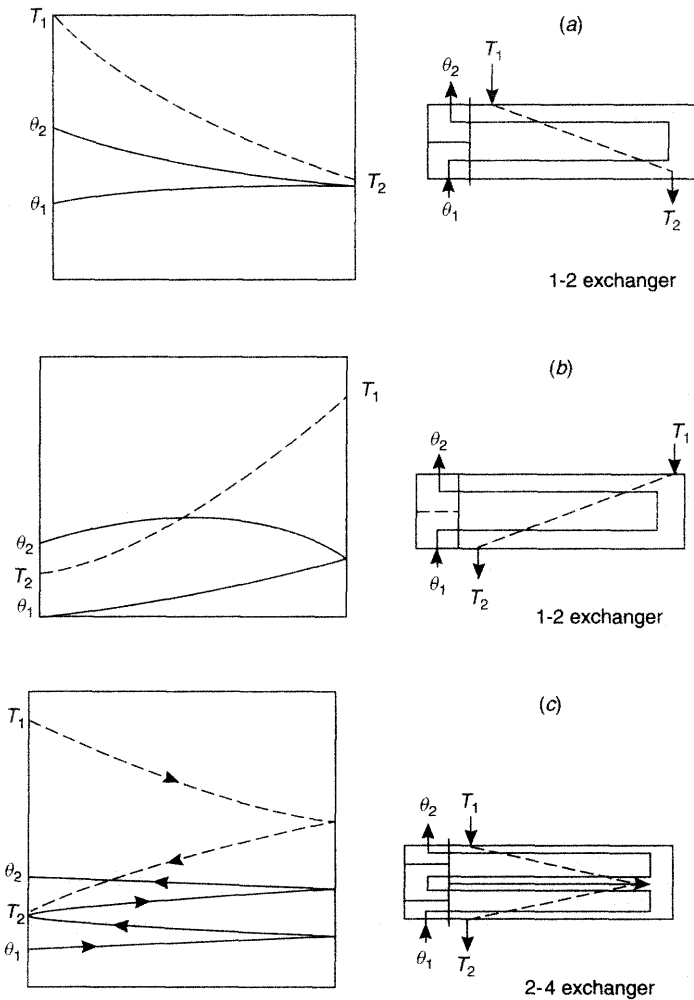 (a)
T₁
θ₂
θ₁
T₂
θ₂
T₁
θ₁
T₂
1-2 exchanger
(b)
T₁
θ₂
T₂
θ₁
θ₂
T₁
θ₁
T₂
1-2 exchanger
(c)
T₁
θ₂
T₂
θ₁
θ₂
T₁
θ₁
T₂
2-4 exchanger